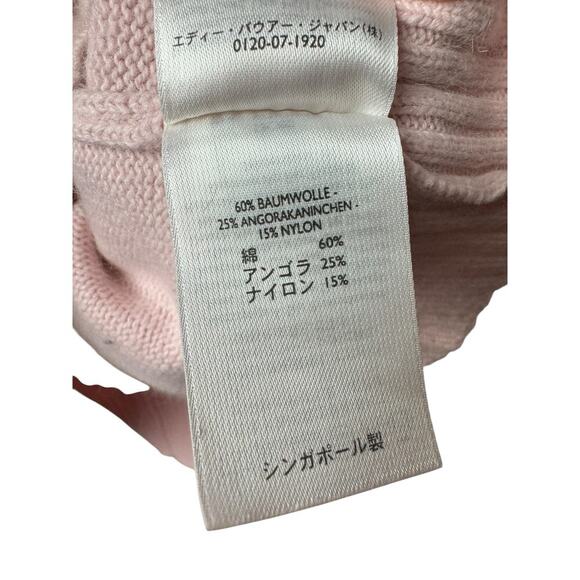 エディー・バウアー・ジャパン(株)
0120-07-1920
60% BAUMWOLLE -
25% ANGORAKANINCHEN -
15% NYLON
綿 60%
アンゴラ 25%
ナイロン 15%
シンガポール製